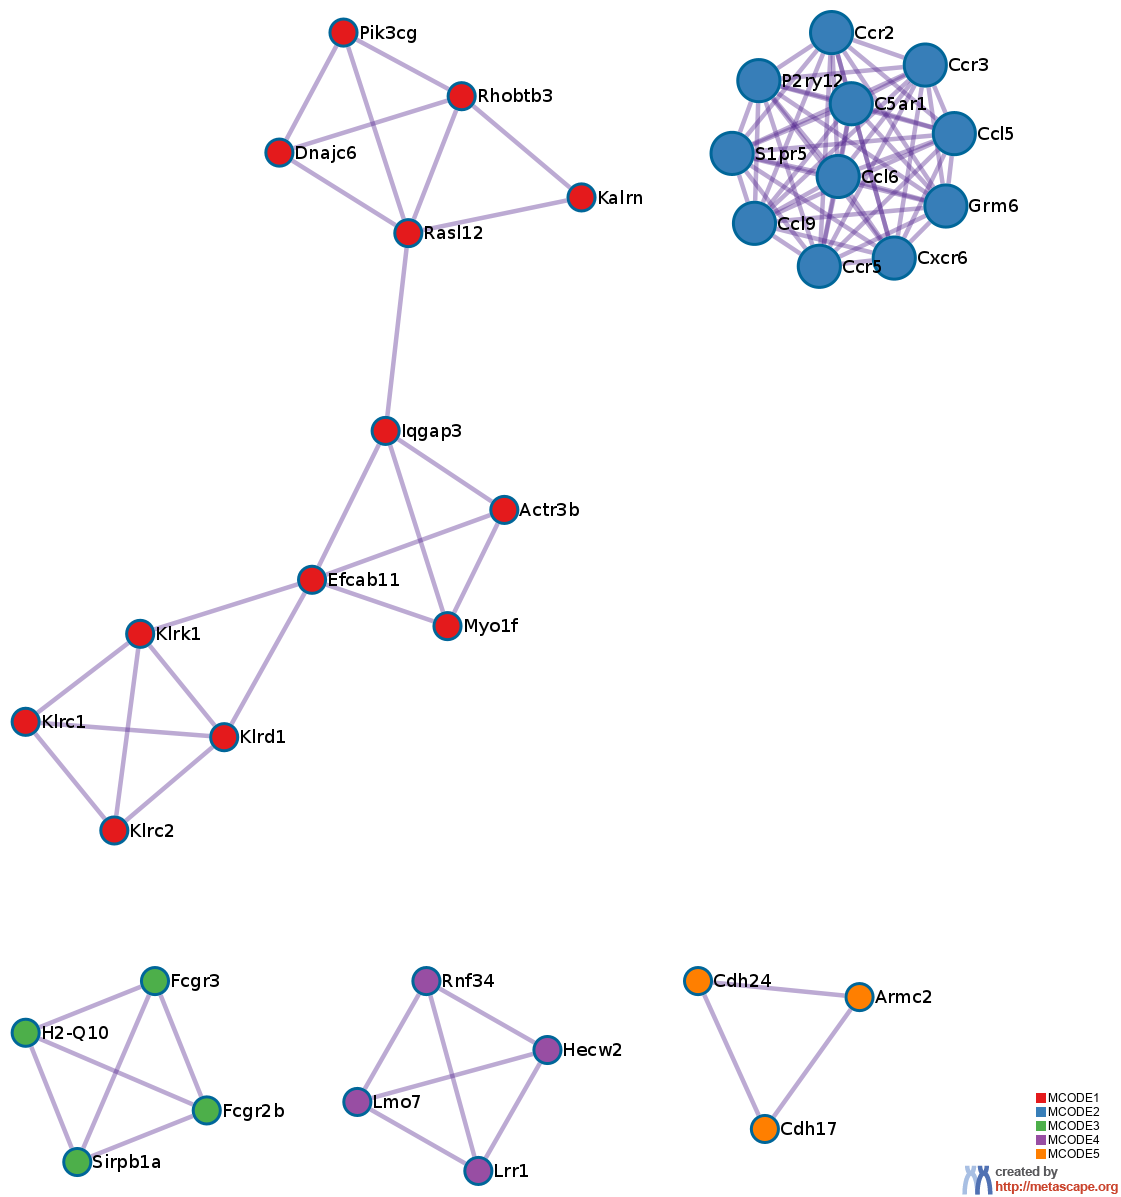 Pik3cg
Rhobtb3
Dnajc6
Kalrn
Rasl12
Iqgap3
Actr3b
Efcab11
Myo1f
Klrk1
Klrc1
Klrd1
Klrc2
Ccr2
Ccr3
P2ry12
C5ar1
Ccl5
S1pr5
Ccl6
Grm6
Ccl9
Cxcr6
Ccr5
Fcgr3
H2-Q10
Fcgr2b
Sirpb1a
Rnf34
Hecw2
Lmo7
Lrr1
Cdh24
Armc2
Cdh17
MCODE1
MCODE2
MCODE3
MCODE4
MCODE5
created by
http://metascape.org